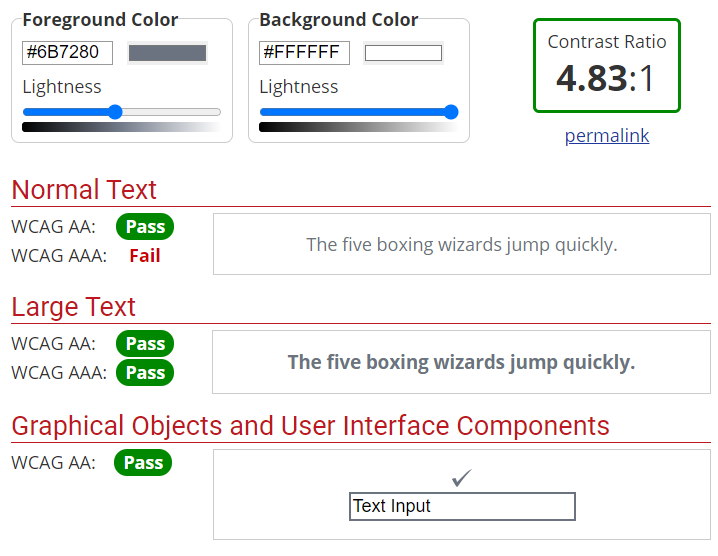 Foreground Color
#6B7280
Lightness
Background Color
#FFFFFF
Lightness
Contrast Ratio
4.83:1
permalink
Normal Text
WCAG AA: Pass
WCAG AAA: Fail
The five boxing wizards jump quickly.
Large Text
WCAG AA: Pass
WCAG AAA: Pass
The five boxing wizards jump quickly.
Graphical Objects and User Interface Components
WCAG AA: Pass
✓
Text Input